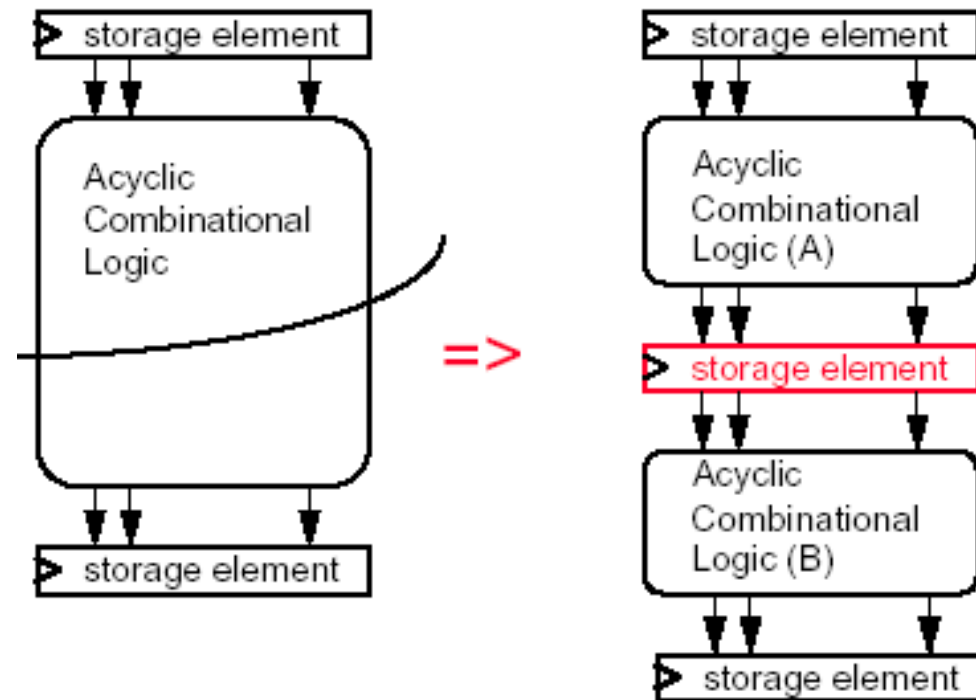 storage element
Acyclic
Combinational
Logic
storage element
=>
storage element
Acyclic
Combinational
Logic (A)
storage element
Acyclic
Combinational
Logic (B)
storage element